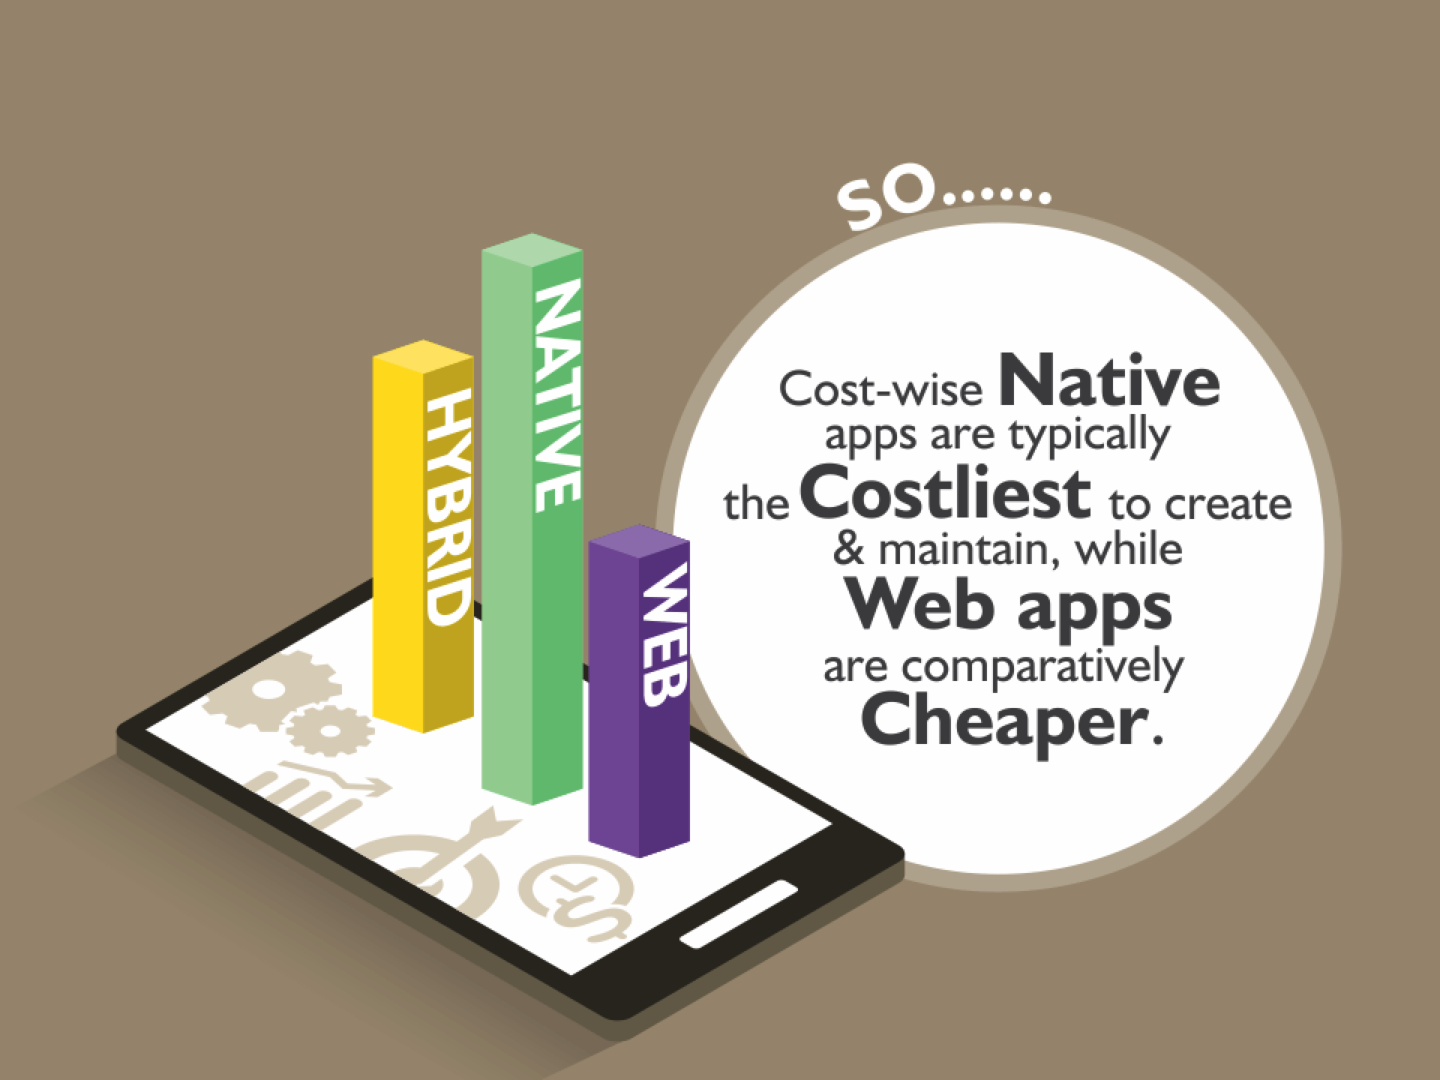 SO......
HYBRID
NATIVE
WEB
Cost-wise Native
apps are typically
the Costliest to create
& maintain, while
Web apps
are comparatively
Cheaper.
$